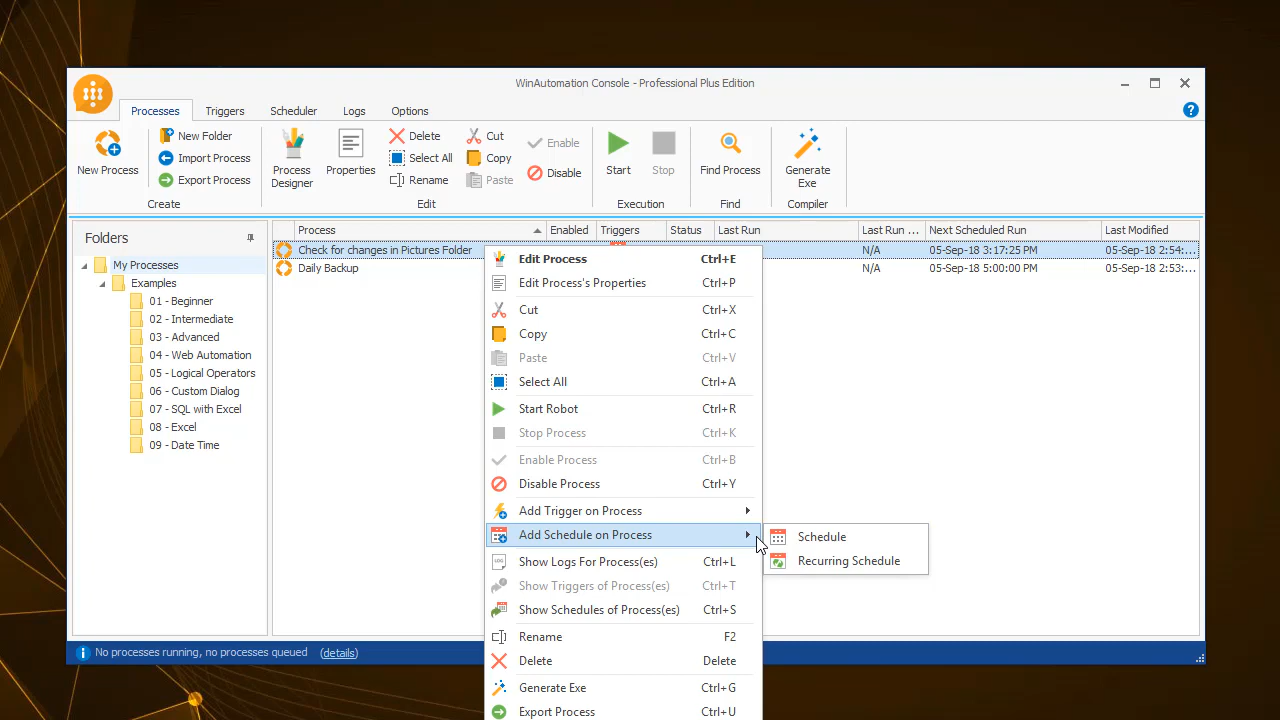 WinAutomation Console - Professional Plus Edition
Processes Triggers Scheduler Logs Options
New Process
New Folder
Import Process
Export Process
Create
Process Designer
Properties
Delete
Select All
Rename
Cut
Copy
Paste
Enable
Disable
Edit
Start
Stop
Execution
Find Process
Find
Generate Exe
Compiler
Folders
My Processes
Examples
01 - Beginner
02 - Intermediate
03 - Advanced
04 - Web Automation
05 - Logical Operators
06 - Custom Dialog
07 - SQL with Excel
08 - Excel
09 - Date Time
Process Enabled Triggers Status Last Run Last Run ... Next Scheduled Run Last Modified
Check for changes in Pictures Folder N/A 05-Sep-18 3:17:25 PM 05-Sep-18 2:54:...
Daily Backup N/A 05-Sep-18 5:00:00 PM 05-Sep-18 2:53:...
Edit Process Ctrl+E
Edit Process's Properties Ctrl+P
Cut Ctrl+X
Copy Ctrl+C
Paste Ctrl+V
Select All Ctrl+A
Start Robot Ctrl+R
Stop Process Ctrl+K
Enable Process Ctrl+B
Disable Process Ctrl+Y
Add Trigger on Process
Add Schedule on Process
Schedule
Recurring Schedule
Show Logs For Process(es) Ctrl+L
Show Triggers of Process(es) Ctrl+T
Show Schedules of Process(es) Ctrl+S
Rename F2
Delete Delete
Generate Exe Ctrl+G
Export Process Ctrl+U
No processes running, no processes queued (details)